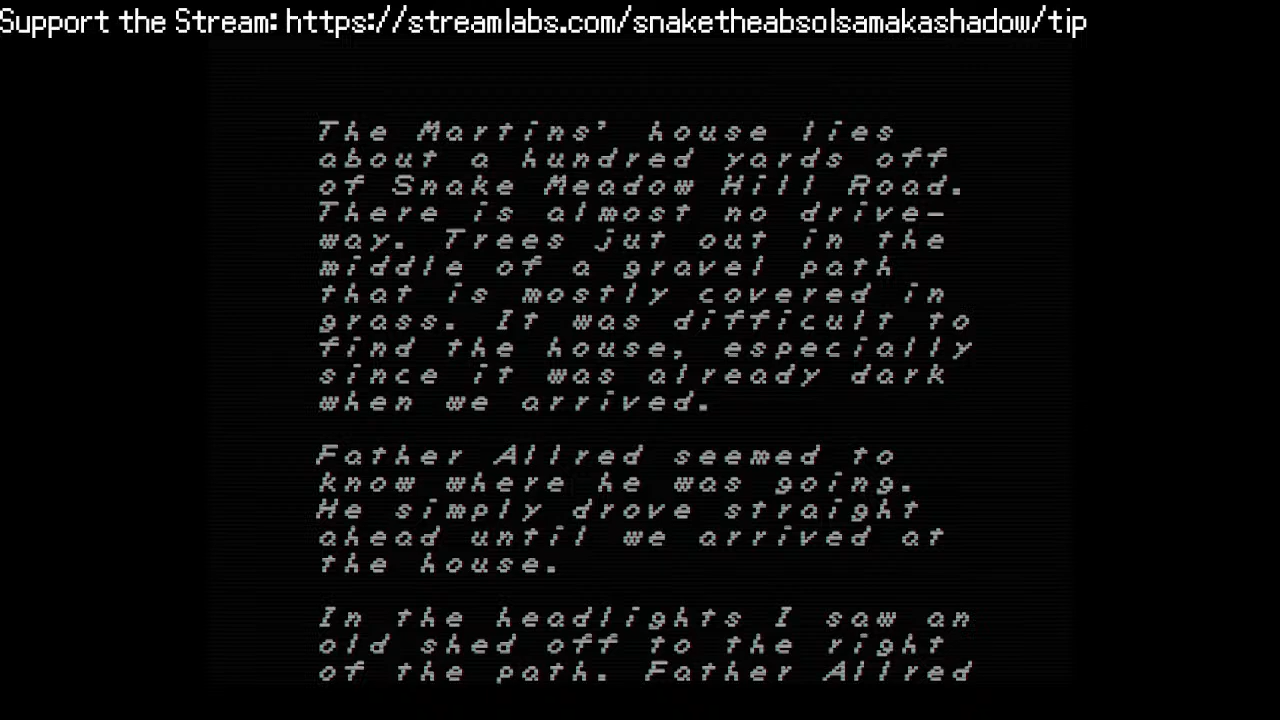 Support the Stream: https://streamlabs.com/snaketheabsolsamakashadow/tip
The Martins' house lies
about a hundred yards off
of Snake Meadow Hill Road.
There is almost no drive-
way. Trees jut out in the
middle of a gravel path
that is mostly covered in
grass. It was difficult to
find the house, especially
since it was already dark
when we arrived.
Father Allred seemed to
know where he was going.
He simply drove straight
ahead until we arrived at
the house.
In the headlights I saw an
old shed off to the right
of the path. Father Allred